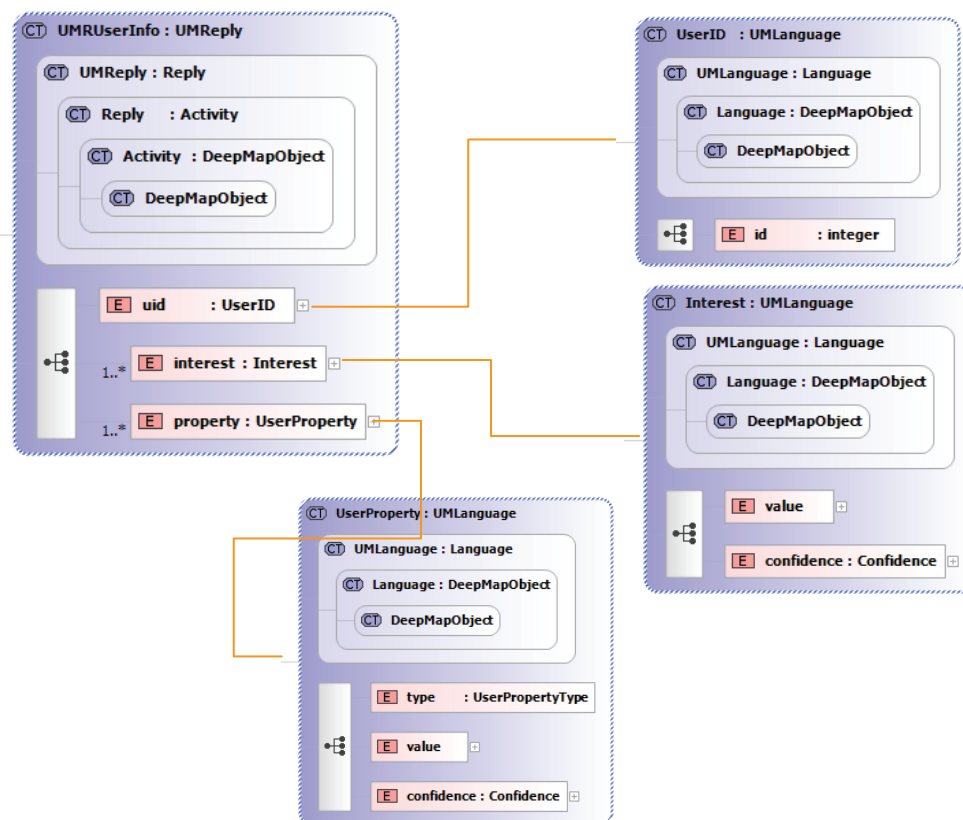 CT UMRUserInfo : UMReply
CT UMReply : Reply
CT Reply : Activity
CT Activity : DeepMapObject
CT DeepMapObject
E uid : UserID
1..* E interest : Interest
1..* E property : UserProperty
CT UserID : UMLanguage
CT UMLanguage : Language
CT Language : DeepMapObject
CT DeepMapObject
E id : integer
CT Interest : UMLanguage
CT UMLanguage : Language
CT Language : DeepMapObject
CT DeepMapObject
E value
E confidence : Confidence
CT UserProperty : UMLanguage
CT UMLanguage : Language
CT Language : DeepMapObject
CT DeepMapObject
E type : UserPropertyType
E value
E confidence : Confidence